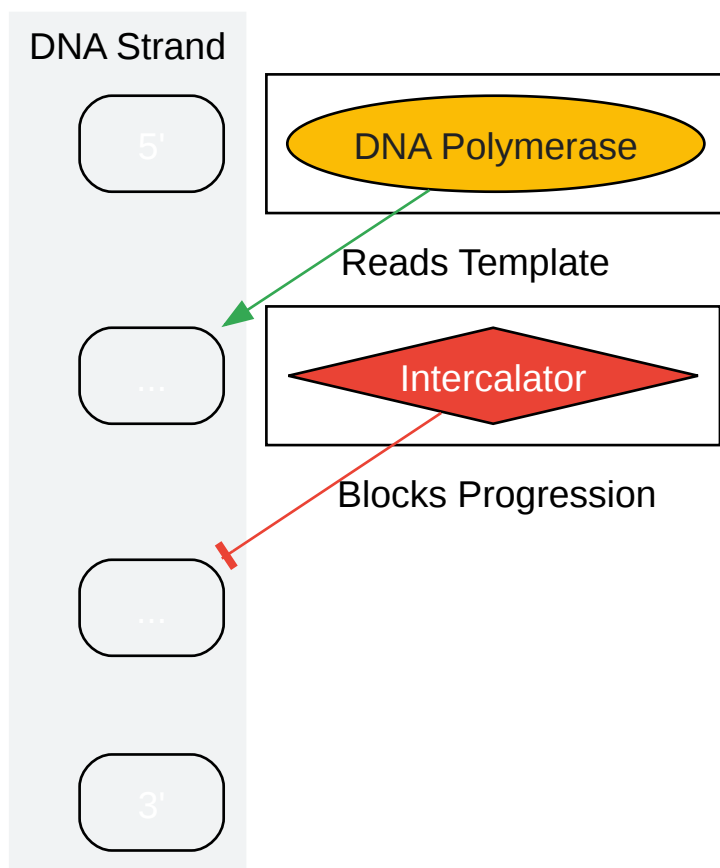 DNA Strand
5'
DNA Polymerase
Reads Template
...
Intercalator
Blocks Progression
...
3'